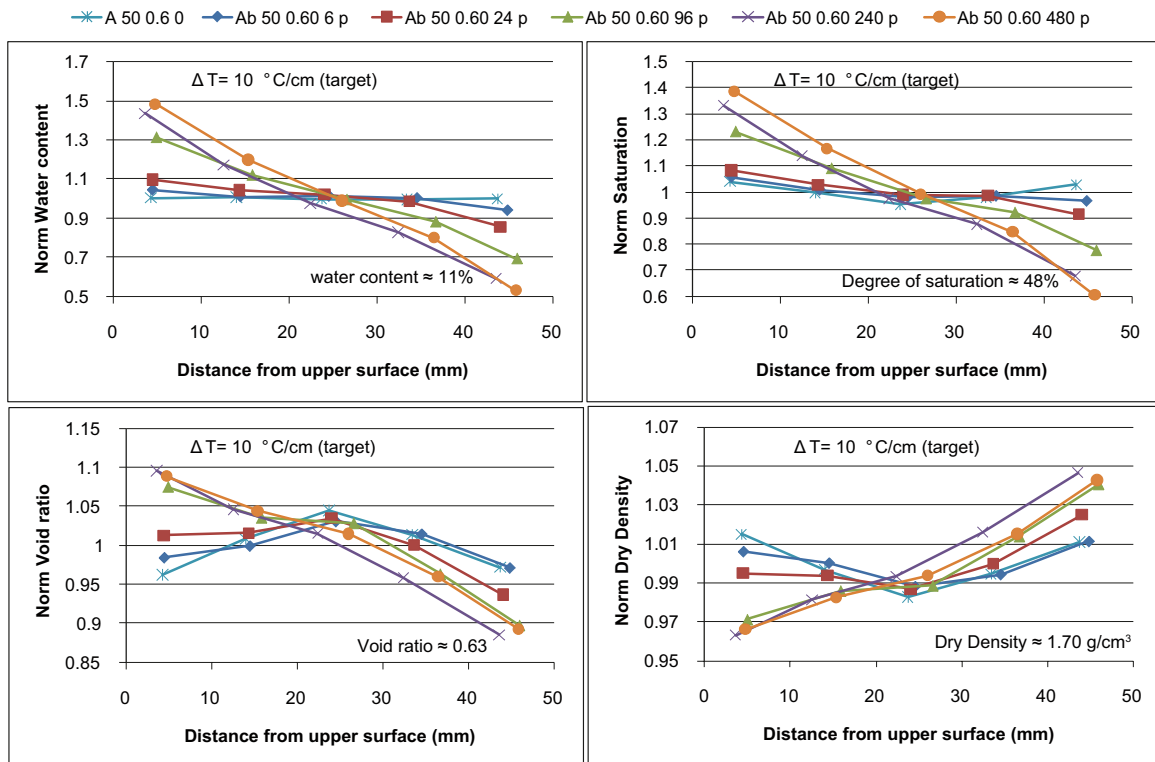 A 50 0.6 0 Ab 50 0.60 6 p Ab 50 0.60 24 p Ab 50 0.60 96 p Ab 50 0.60 240 p Ab 50 0.60 480 p
Δ T= 10 °C/cm (target)
Norm Water content
1.7
1.5
1.3
1.1
0.9
0.7
0.5
water content ≈ 11%
0 10 20 30 40 50
Distance from upper surface (mm)
Δ T= 10 °C/cm (target)
Norm Saturation
1.5
1.4
1.3
1.2
1.1
1
0.9
0.8
0.7
0.6
Degree of saturation ≈ 48%
0 10 20 30 40 50
Distance from upper surface (mm)
Δ T= 10 °C/cm (target)
Norm Void ratio
1.15
1.1
1.05
1
0.95
0.9
0.85
Void ratio ≈ 0.63
0 10 20 30 40 50
Distance from upper surface (mm)
Δ T= 10 °C/cm (target)
Norm Dry Density
1.07
1.05
1.03
1.01
0.99
0.97
0.95
Dry Density ≈ 1.70 g/cm³
0 10 20 30 40 50
Distance from upper surface (mm)